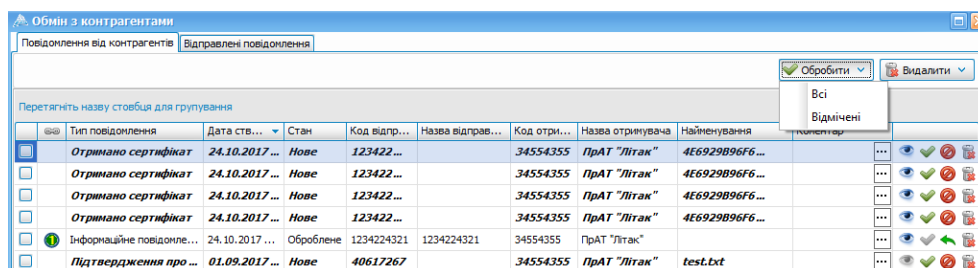 Обмін з контрагентами
Повідомлення від контрагентів Відправлені повідомлення
Обробити Видалити
Всі
Відмічені
Перетягніть назву стовбця для групування
Тип повідомлення Дата ств... Стан Код відпр... Назва відправ... Код отри... Назва отримувача Найменування Коментар
Отримано сертифікат 24.10.2017 ... Нове 123422... 34554355 ПрАТ "Літак" 4E6929B96F6... ...
Отримано сертифікат 24.10.2017 ... Нове 123422... 34554355 ПрАТ "Літак" 4E6929B96F6... ...
Отримано сертифікат 24.10.2017 ... Нове 123422... 34554355 ПрАТ "Літак" 4E6929B96F6... ...
Отримано сертифікат 24.10.2017 ... Нове 123422... 34554355 ПрАТ "Літак" 4E6929B96F6... ...
1 Інформаційне повідомле... 24.10.2017 ... Оброблене 1234224321 1234224321 34554355 ПрАТ "Літак" ...
Підтвердження про ... 01.09.2017 ... Нове 40617267 34554355 ПрАТ "Літак" test.txt ...